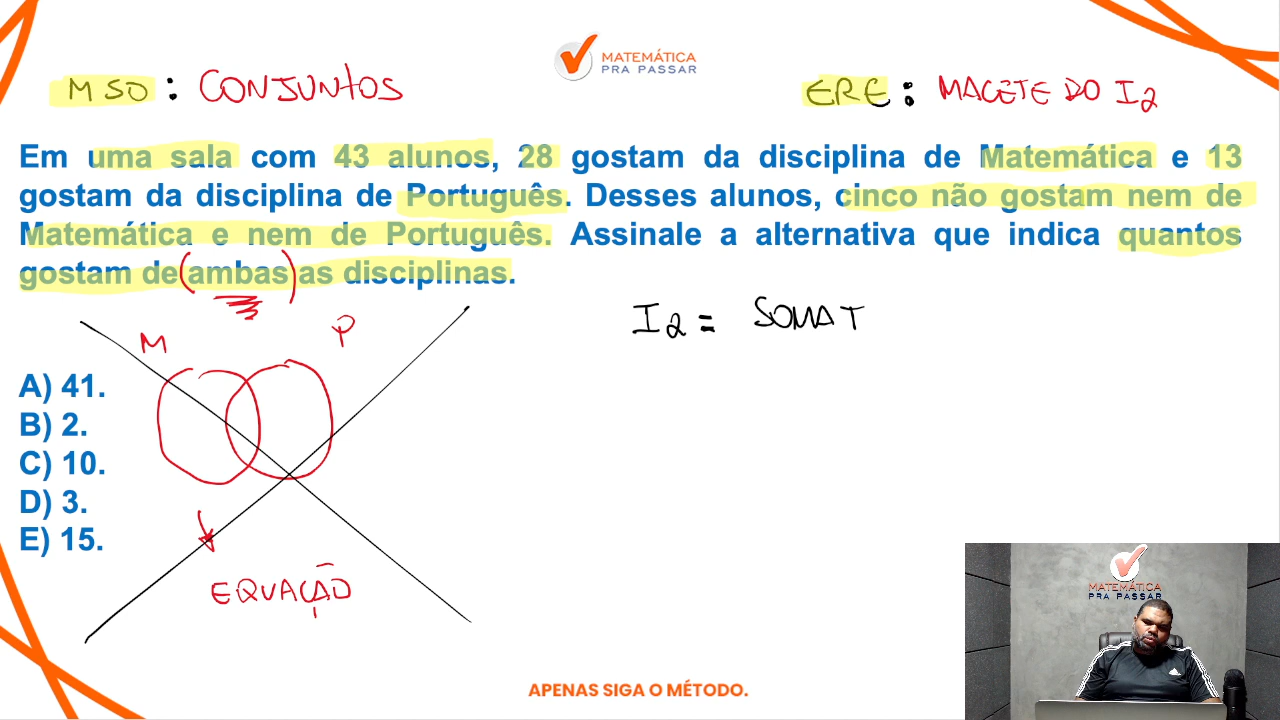 MATEMÁTICA
PRA PASSAR
MSO : CONJUNTOS
ERE : MACETE DO I2
Em uma sala com 43 alunos, 28 gostam da disciplina de Matemática e 13
gostam da disciplina de Português. Desses alunos, cinco não gostam nem de
Matemática e nem de Português. Assinale a alternativa que indica quantos
gostam de (ambas) as disciplinas.
I2 = SOMAT
M P
A) 41.
B) 2.
C) 10.
D) 3.
E) 15.
EQUAÇÃO
MATEMÁTICA
PRA PASSAR
APENAS SIGA O MÉTODO.